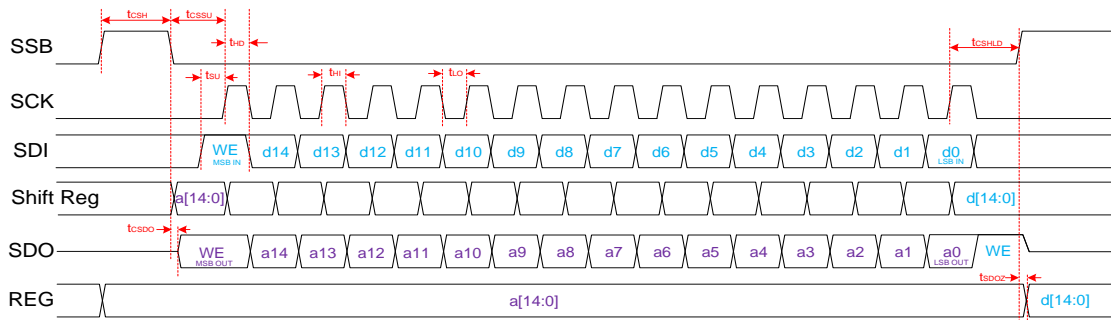 tCSH tCSSU
SSB tHD tCSHLD
tSU tHI tLO
SCK
SDI WE d14 d13 d12 d11 d10 d9 d8 d7 d6 d5 d4 d3 d2 d1 d0
MSB IN LSB IN
Shift Reg a[14:0] d[14:0]
tCSDO
SDO WE a14 a13 a12 a11 a10 a9 a8 a7 a6 a5 a4 a3 a2 a1 a0 WE
MSB OUT LSB OUT
tSDOZ
REG a[14:0] d[14:0]